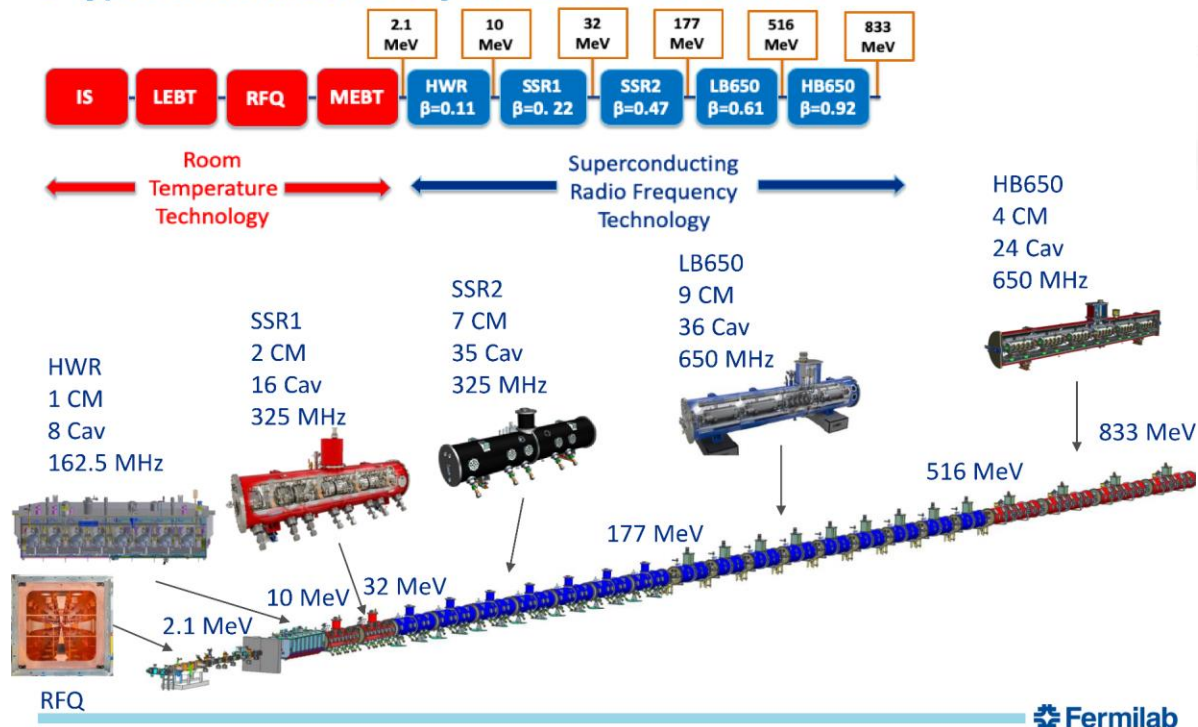 2.1
MeV
10
MeV
32
MeV
177
MeV
516
MeV
833
MeV
IS
LEBT
RFQ
MEBT
HWR
β=0.11
SSR1
β=0. 22
SSR2
β=0.47
LB650
β=0.61
HB650
β=0.92
Room
Temperature
Technology
Superconducting
Radio Frequency
Technology
HB650
4 CM
24 Cav
650 MHz
LB650
9 CM
36 Cav
650 MHz
SSR2
7 CM
35 Cav
325 MHz
SSR1
2 CM
16 Cav
325 MHz
HWR
1 CM
8 Cav
162.5 MHz
833 MeV
516 MeV
177 MeV
32 MeV
10 MeV
2.1 MeV
RFQ
Fermilab